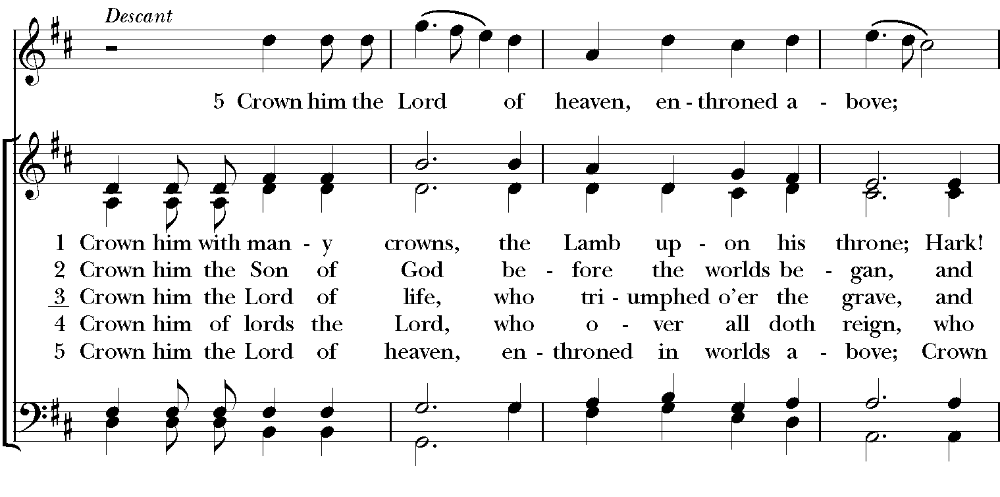 Descant
5 Crown him the Lord of heaven, en - throned a - bove;
1 Crown him with man - y crowns, the Lamb up - on his throne; Hark!
2 Crown him the Son of God be - fore the worlds be - gan, and
3 Crown him the Lord of life, who tri - umphed o’er the grave, and
4 Crown him of lords the Lord, who o - ver all doth reign, who
5 Crown him the Lord of heaven, en - throned in worlds a - bove; Crown